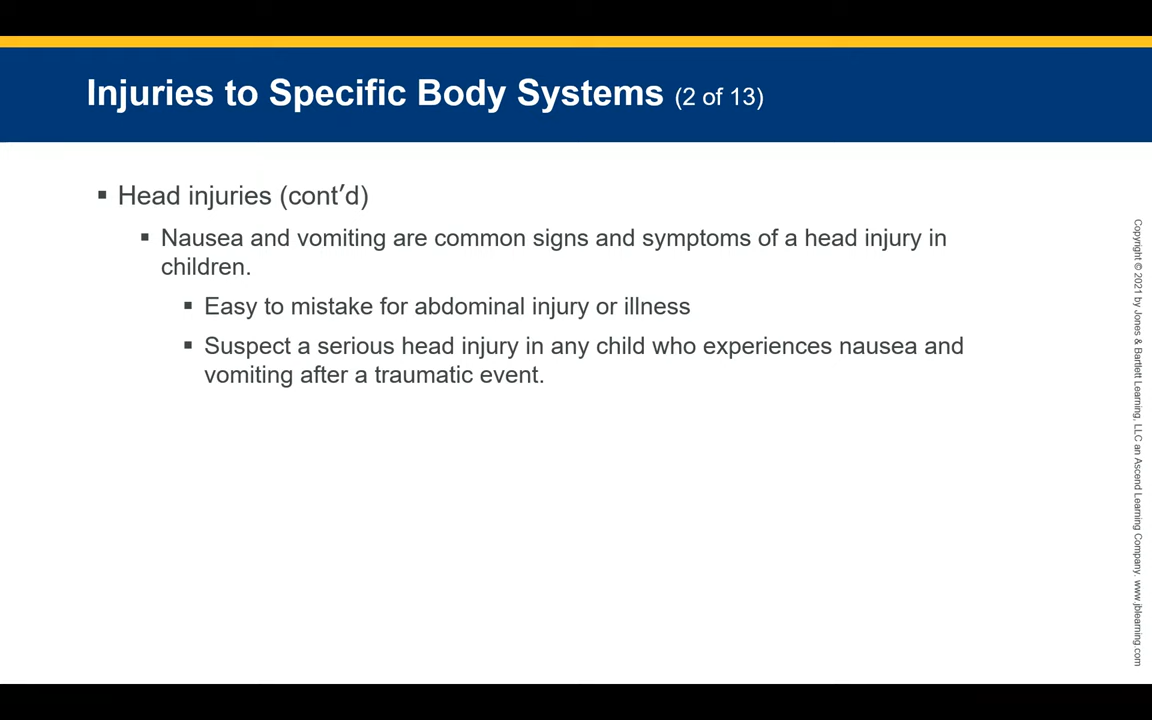 Injuries to Specific Body Systems (2 of 13)
▪ Head injuries (cont’d)
▪ Nausea and vomiting are common signs and symptoms of a head injury in
children.
▪ Easy to mistake for abdominal injury or illness
▪ Suspect a serious head injury in any child who experiences nausea and
vomiting after a traumatic event.
Copyright © 2021 by Jones & Bartlett Learning, LLC an Ascend Learning Company. www.jblearning.com